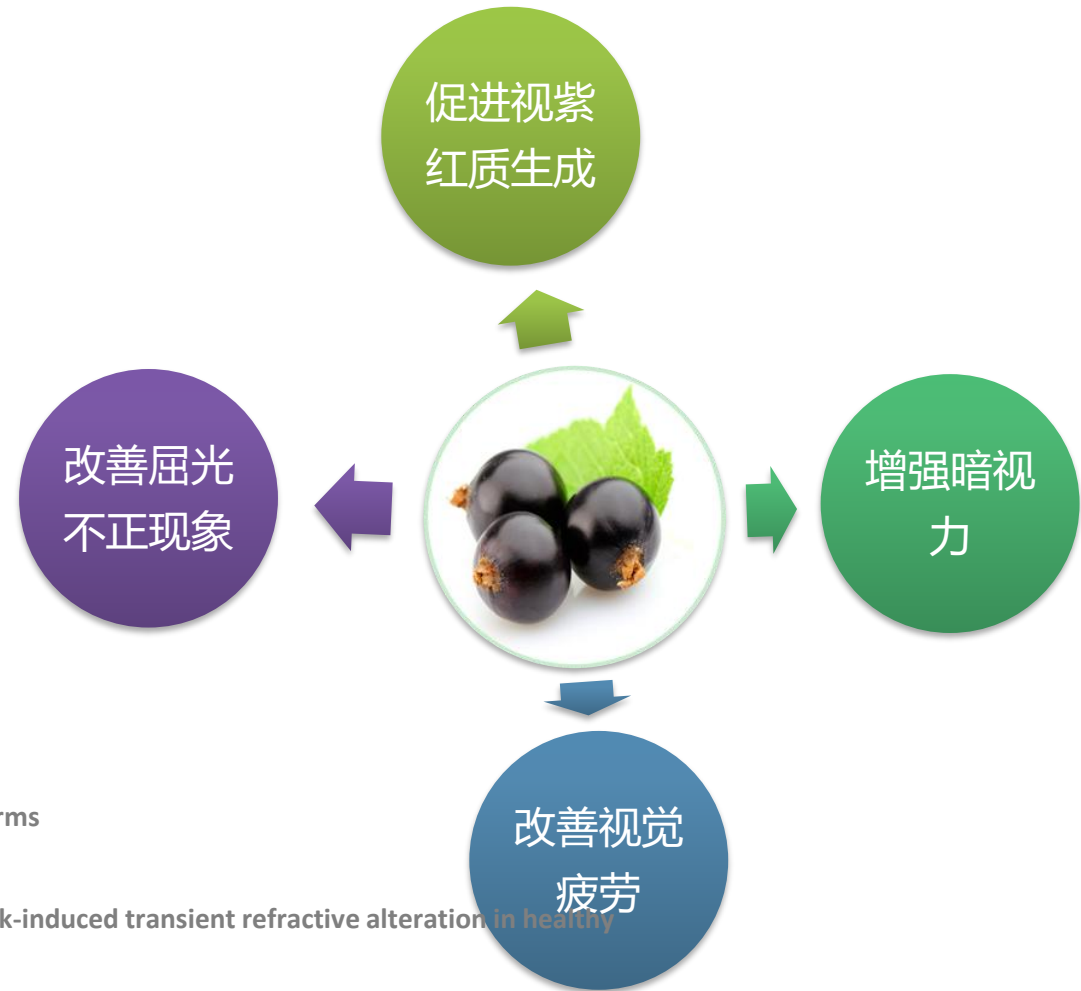 促进视紫
红质生成
改善屈光
不正现象
增强暗视
力
改善视觉
疲劳
rms
k-induced transient refractive alteration in healthy